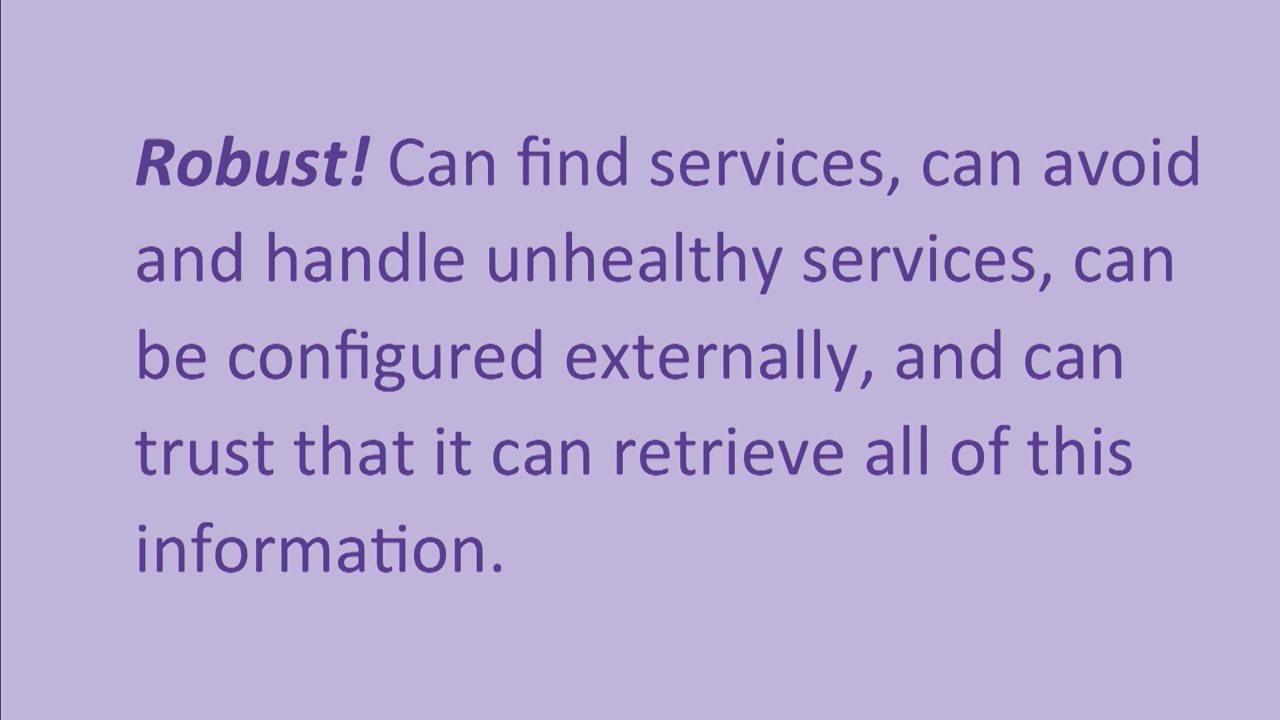 Robust! Can find services, can avoid
and handle unhealthy services, can
be configured externally, and can
trust that it can retrieve all of this
information.